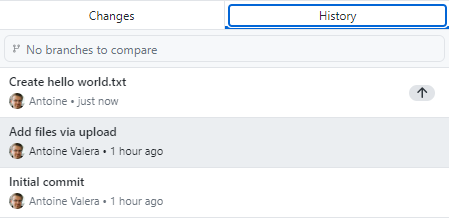 Changes
History
No branches to compare
Create hello world.txt
Antoine • just now
Add files via upload
Antoine Valera • 1 hour ago
Initial commit
Antoine Valera • 1 hour ago